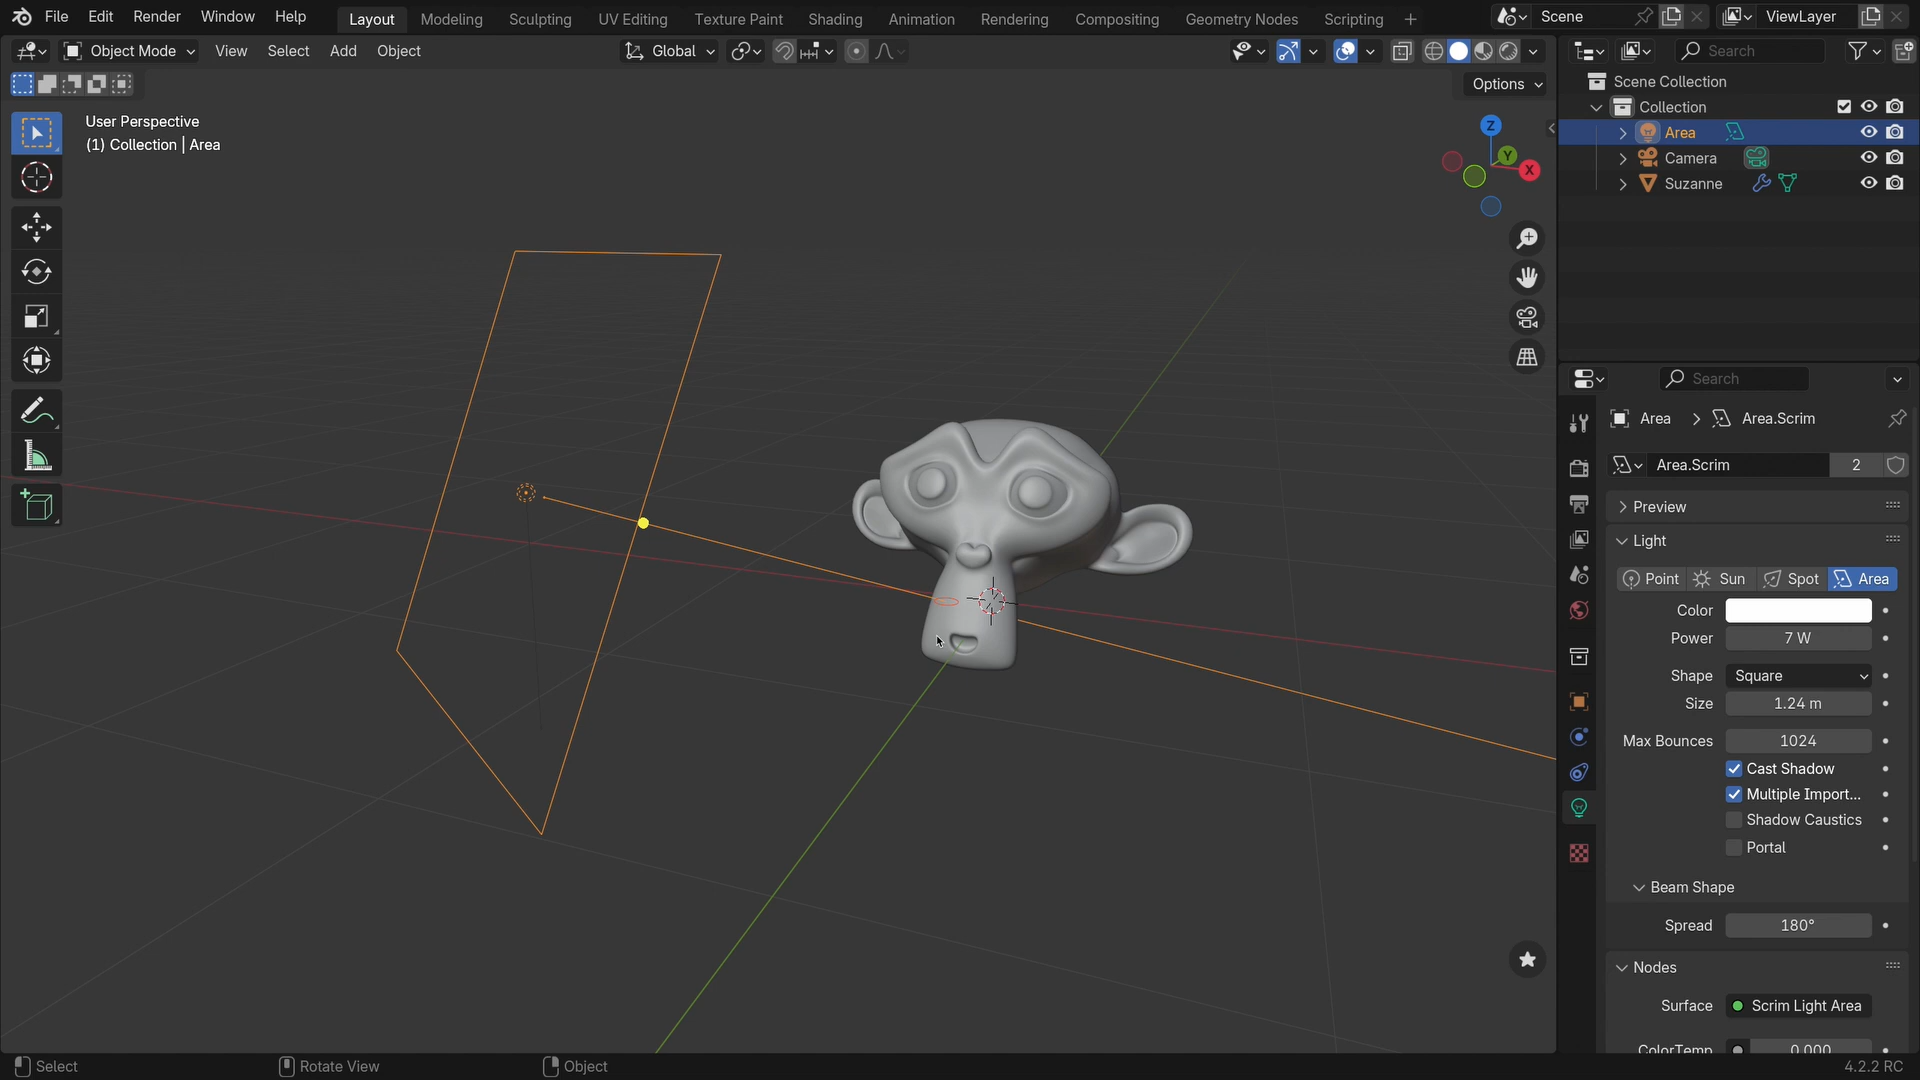 File Edit Render Window Help Layout Modeling Sculpting UV Editing Texture Paint Shading Animation Rendering Compositing Geometry Nodes Scripting + Scene ViewLayer
Object Mode View Select Add Object Global Search
Options
User Perspective
(1) Collection | Area
Z
Y
X
Scene Collection
Collection
Area
Camera
Suzanne
Search
Area > Area.Scrim
Area.Scrim 2
Preview
Light
Point Sun Spot Area
Color
Power 7 W
Shape Square
Size 1.24 m
Max Bounces 1024
Cast Shadow
Multiple Import...
Shadow Caustics
Portal
Beam Shape
Spread 180°
Nodes
Surface Scrim Light Area
ColorTemp 0.000
Select Rotate View Object 4.2.2 RC